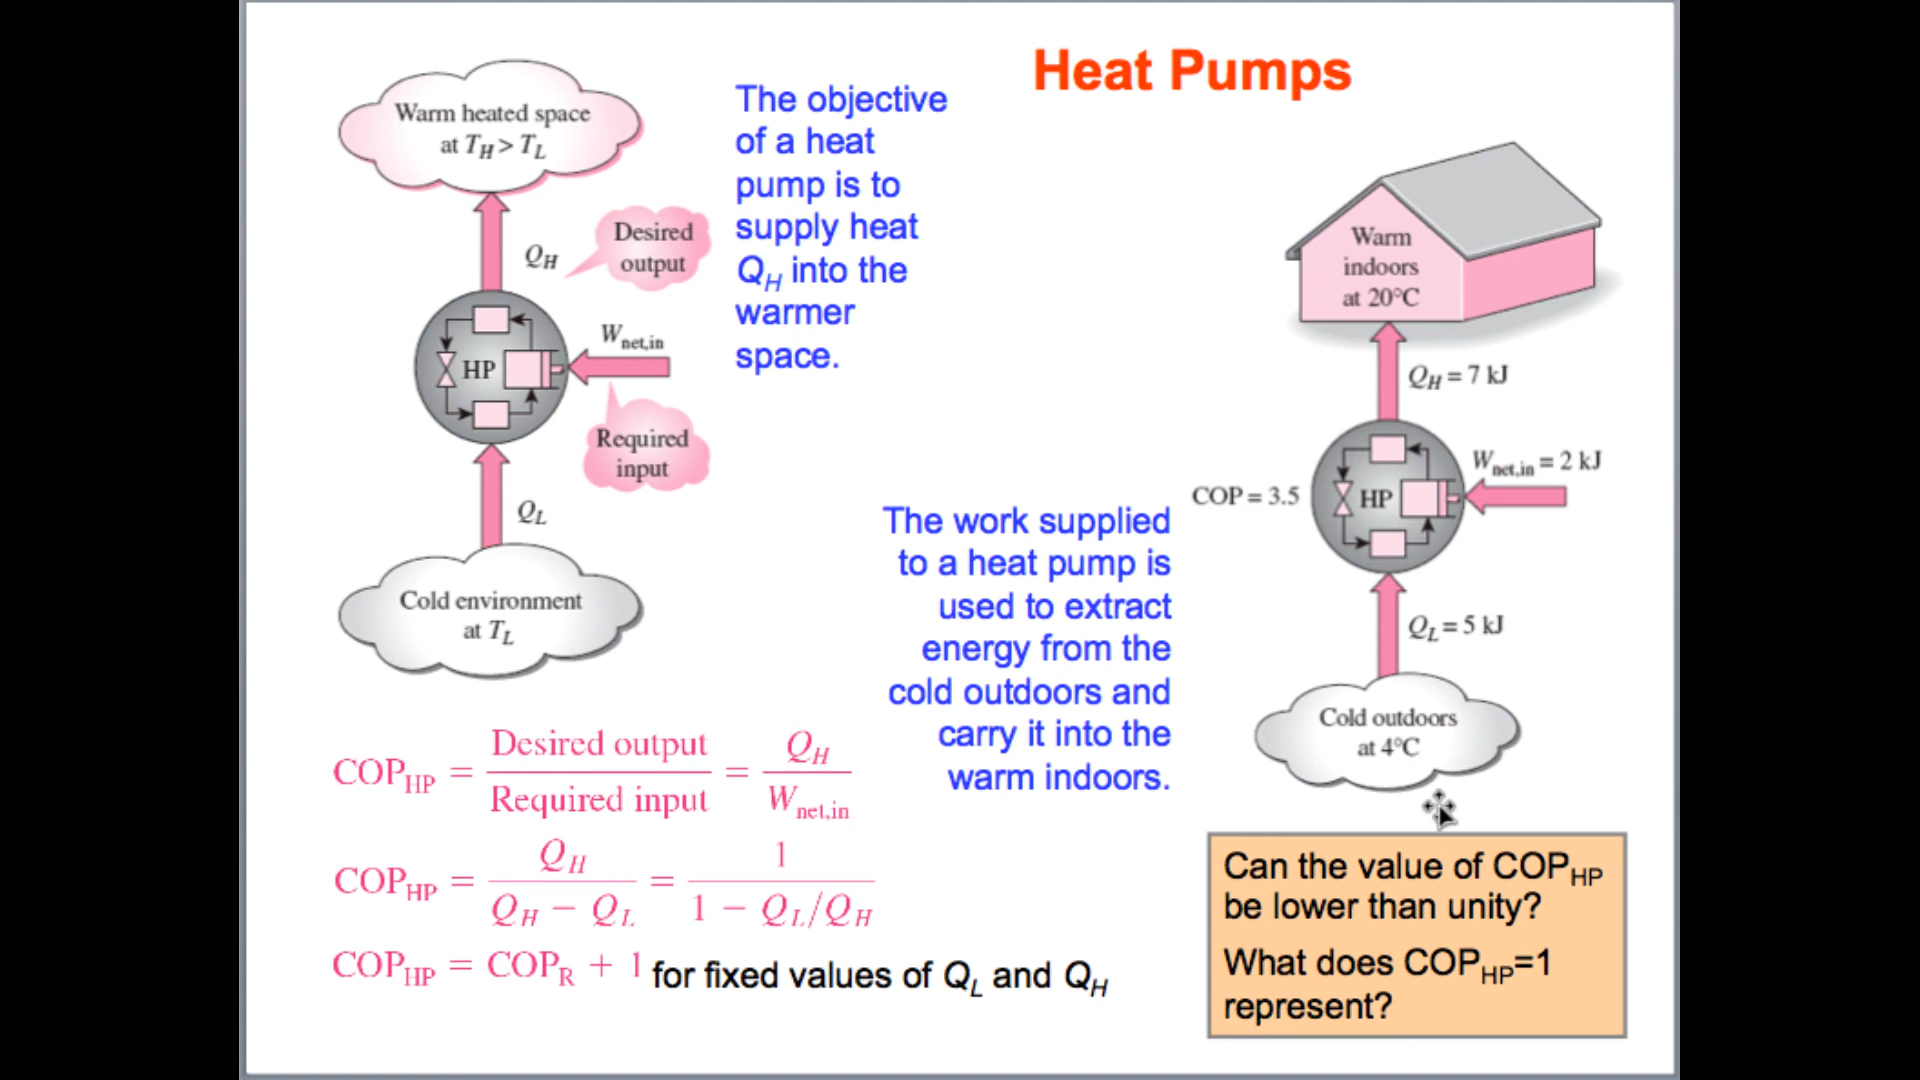 Heat Pumps
Warm heated space
at T_H > T_L
Desired
output
Q_H
W_net,in
HP
Required
input
Q_L
Cold environment
at T_L
The objective
of a heat
pump is to
supply heat
Q_H into the
warmer
space.
Warm
indoors
at 20°C
Q_H = 7 kJ
W_net,in = 2 kJ
COP = 3.5
HP
Q_L = 5 kJ
Cold outdoors
at 4°C
The work supplied
to a heat pump is
used to extract
energy from the
cold outdoors and
carry it into the
warm indoors.
COP_HP = Desired output / Required input = Q_H / W_net,in
COP_HP = Q_H / (Q_H − Q_L) = 1 / (1 − Q_L/Q_H)
COP_HP = COP_R + 1 for fixed values of Q_L and Q_H
Can the value of COP_HP
be lower than unity?
What does COP_HP=1
represent?